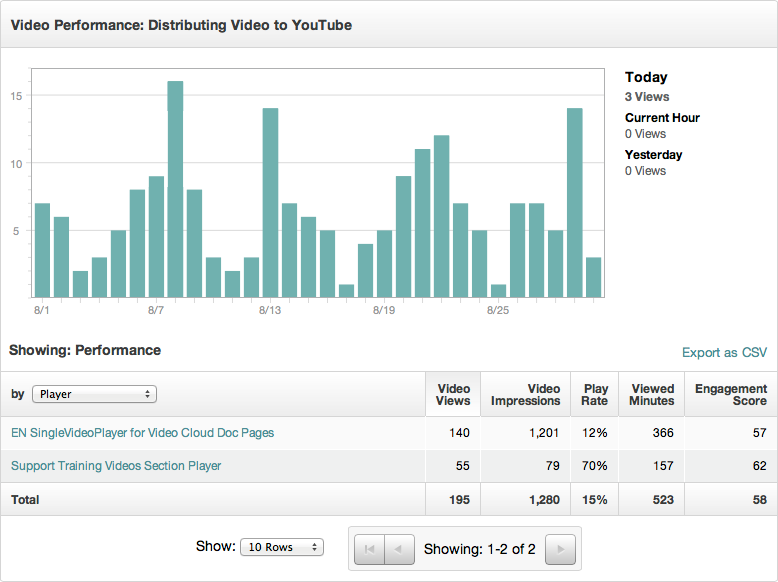 Video Performance: Distributing Video to YouTube
15
10
5
8/1 8/7 8/13 8/19 8/25
Today
3 Views
Current Hour
0 Views
Yesterday
0 Views
Showing: Performance
Export as CSV
by Player Video Views Video Impressions Play Rate Viewed Minutes Engagement Score
EN SingleVideoPlayer for Video Cloud Doc Pages 140 1,201 12% 366 57
Support Training Videos Section Player 55 79 70% 157 62
Total 195 1,280 15% 523 58
Show: 10 Rows Showing: 1-2 of 2